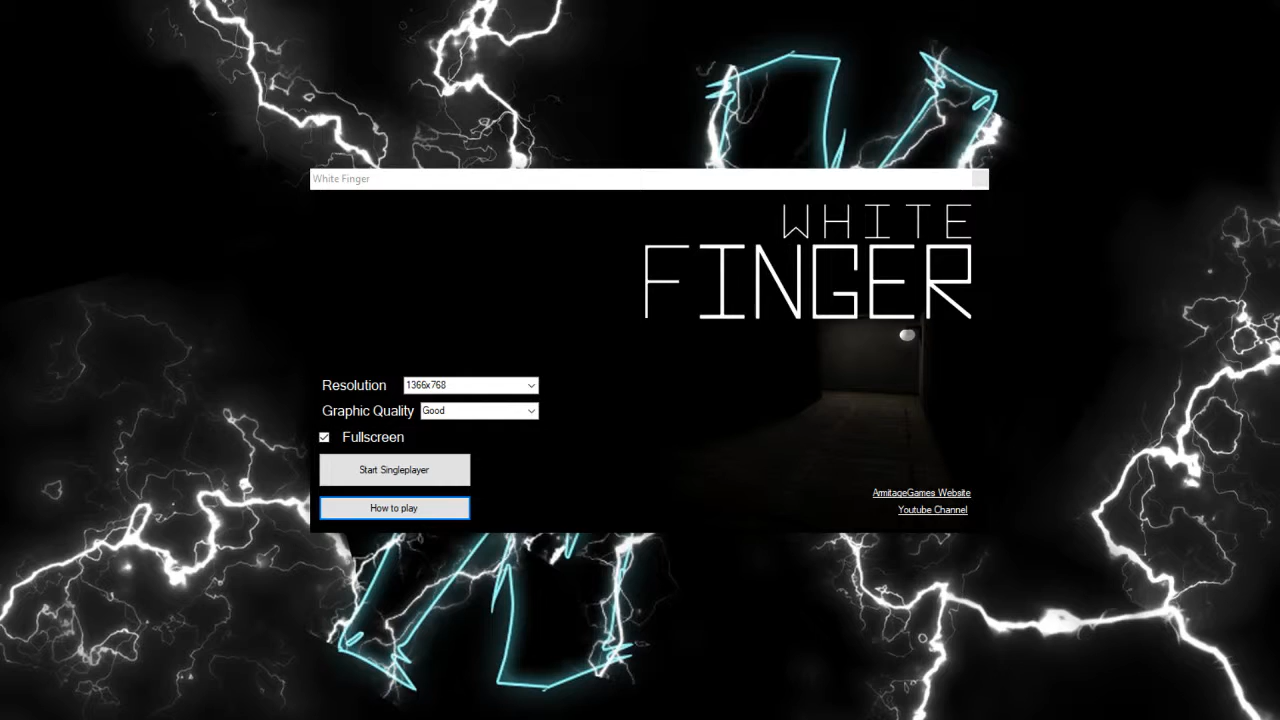 White Finger
WHITE
FINGER
Resolution 1366x768
Graphic Quality Good
Fullscreen
Start Singleplayer
How to play
ArmitageGames Website
Youtube Channel